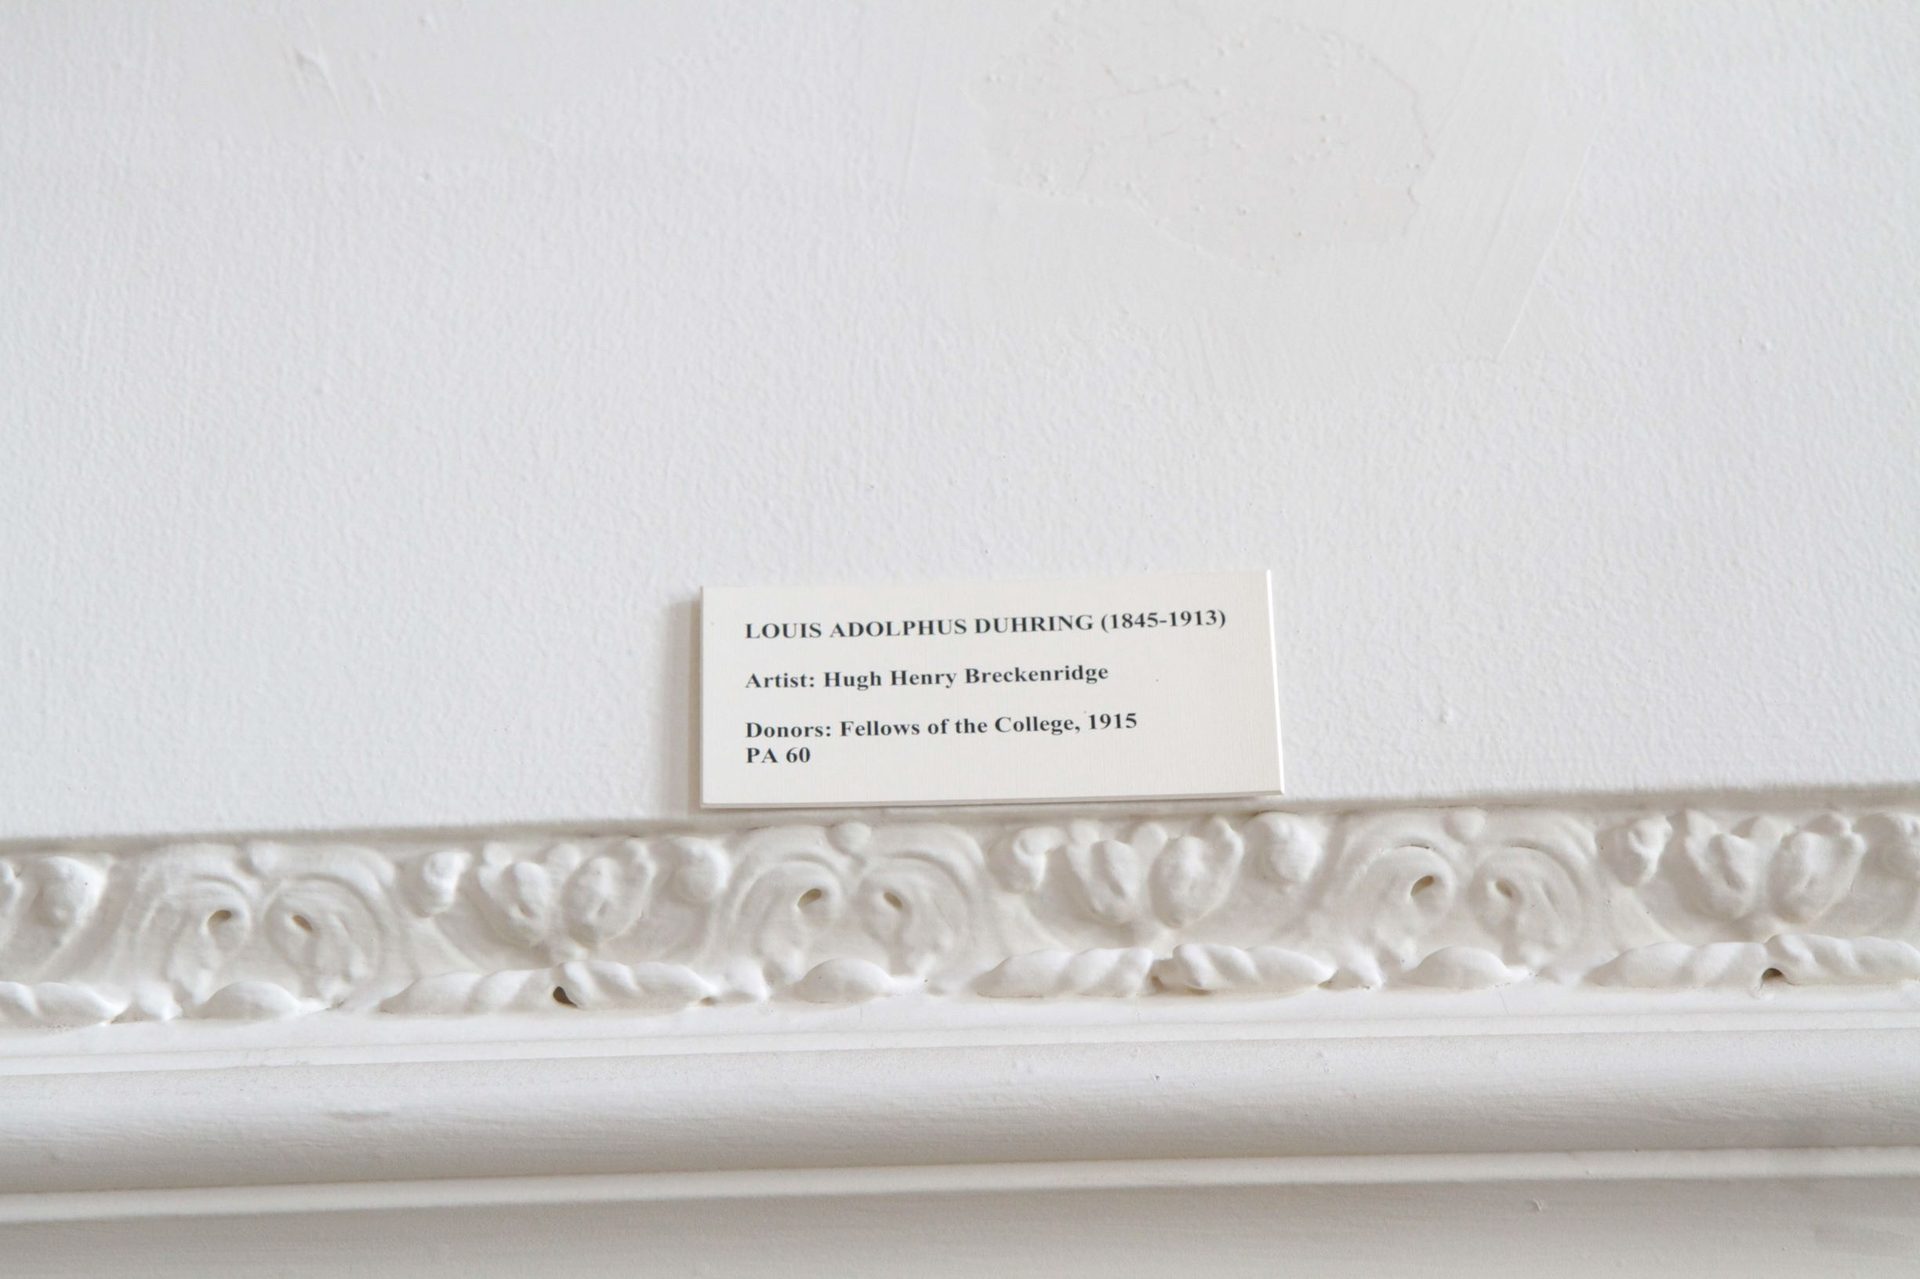 LOUIS ADOLPHUS DUHRING (1845-1913)
Artist: Hugh Henry Breckenridge
Donors: Fellows of the College, 1915
PA 60